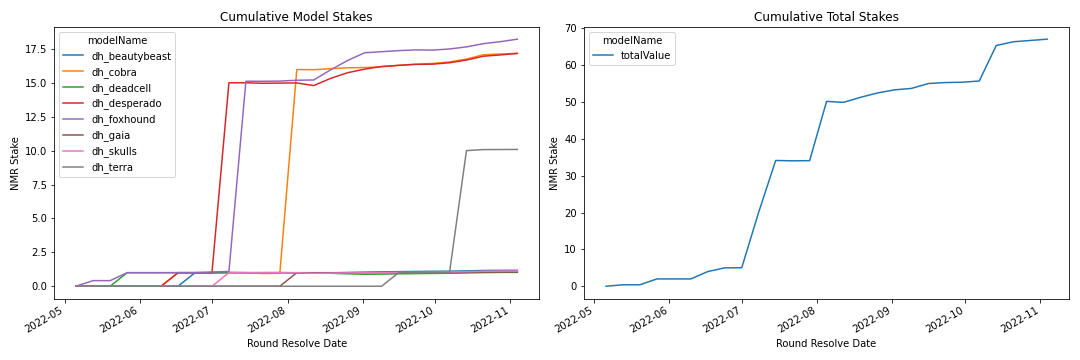 Cumulative Model Stakes
NMR Stake
17.5
15.0
12.5
10.0
7.5
5.0
2.5
0.0
modelName
dh_beautybeast
dh_cobra
dh_deadcell
dh_desperado
dh_foxhound
dh_gaia
dh_skulls
dh_terra
2022-05
2022-06
2022-07
2022-08
2022-09
2022-10
2022-11
Round Resolve Date
Cumulative Total Stakes
NMR Stake
70
60
50
40
30
20
10
0
modelName
totalValue
2022-05
2022-06
2022-07
2022-08
2022-09
2022-10
2022-11
Round Resolve Date